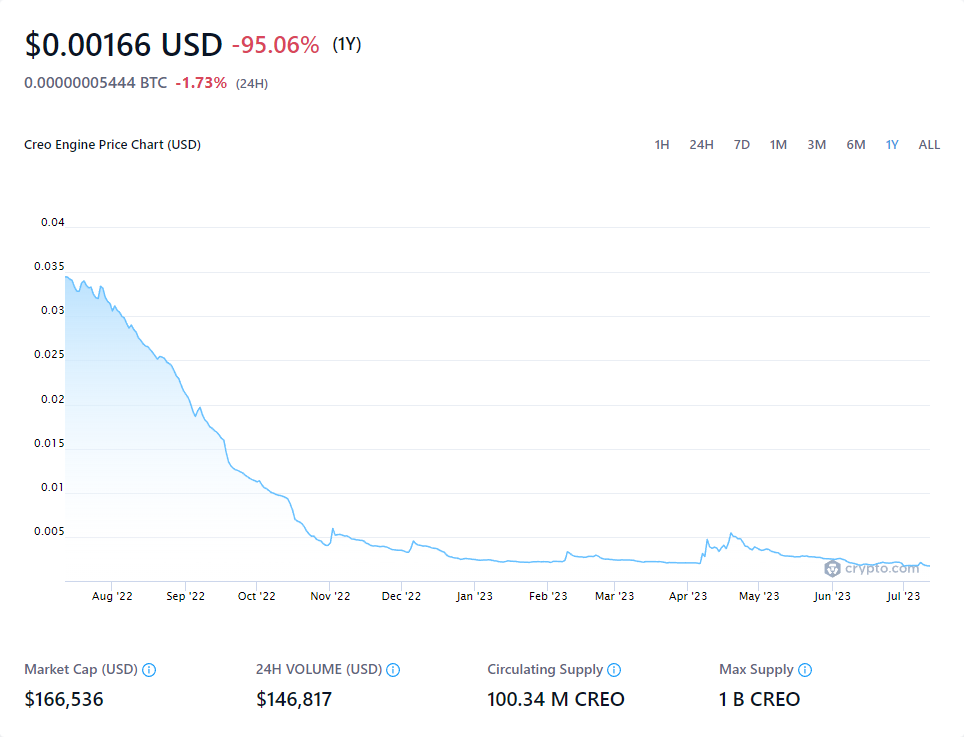 $0.00166 USD -95.06% (1Y)
0.00000005444 BTC -1.73% (24H)
Creo Engine Price Chart (USD) 1H 24H 7D 1M 3M 6M 1Y ALL
0.04
0.035
0.03
0.025
0.02
0.015
0.01
0.005
crypto.com
Aug '22 Sep '22 Oct '22 Nov '22 Dec '22 Jan '23 Feb '23 Mar '23 Apr '23 May '23 Jun '23 Jul '23
Market Cap (USD) 24H VOLUME (USD) Circulating Supply Max Supply
$166,536 $146,817 100.34 M CREO 1 B CREO